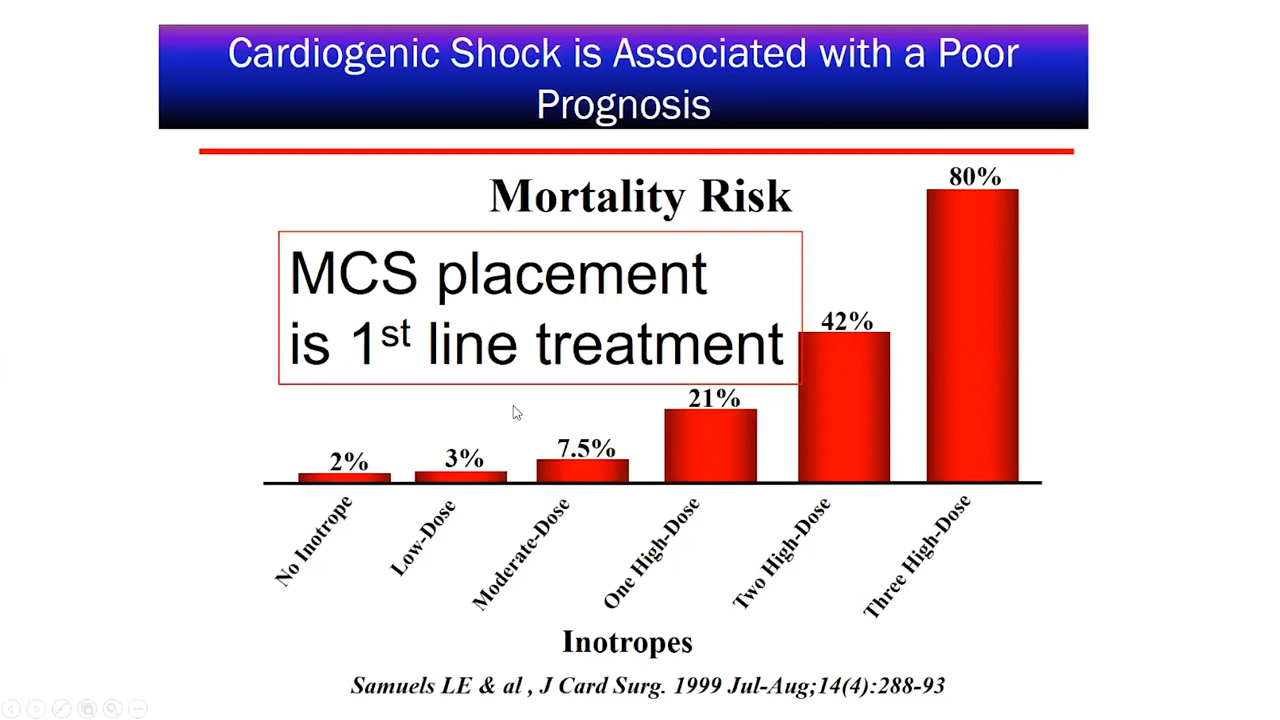 Cardiogenic Shock is Associated with a Poor
Prognosis
Mortality Risk
MCS placement
is 1st line treatment
2%
3%
7.5%
21%
42%
80%
No Inotrope
Low-Dose
Moderate-Dose
One High-Dose
Two High-Dose
Three High-Dose
Inotropes
Samuels LE & al , J Card Surg. 1999 Jul-Aug;14(4):288-93